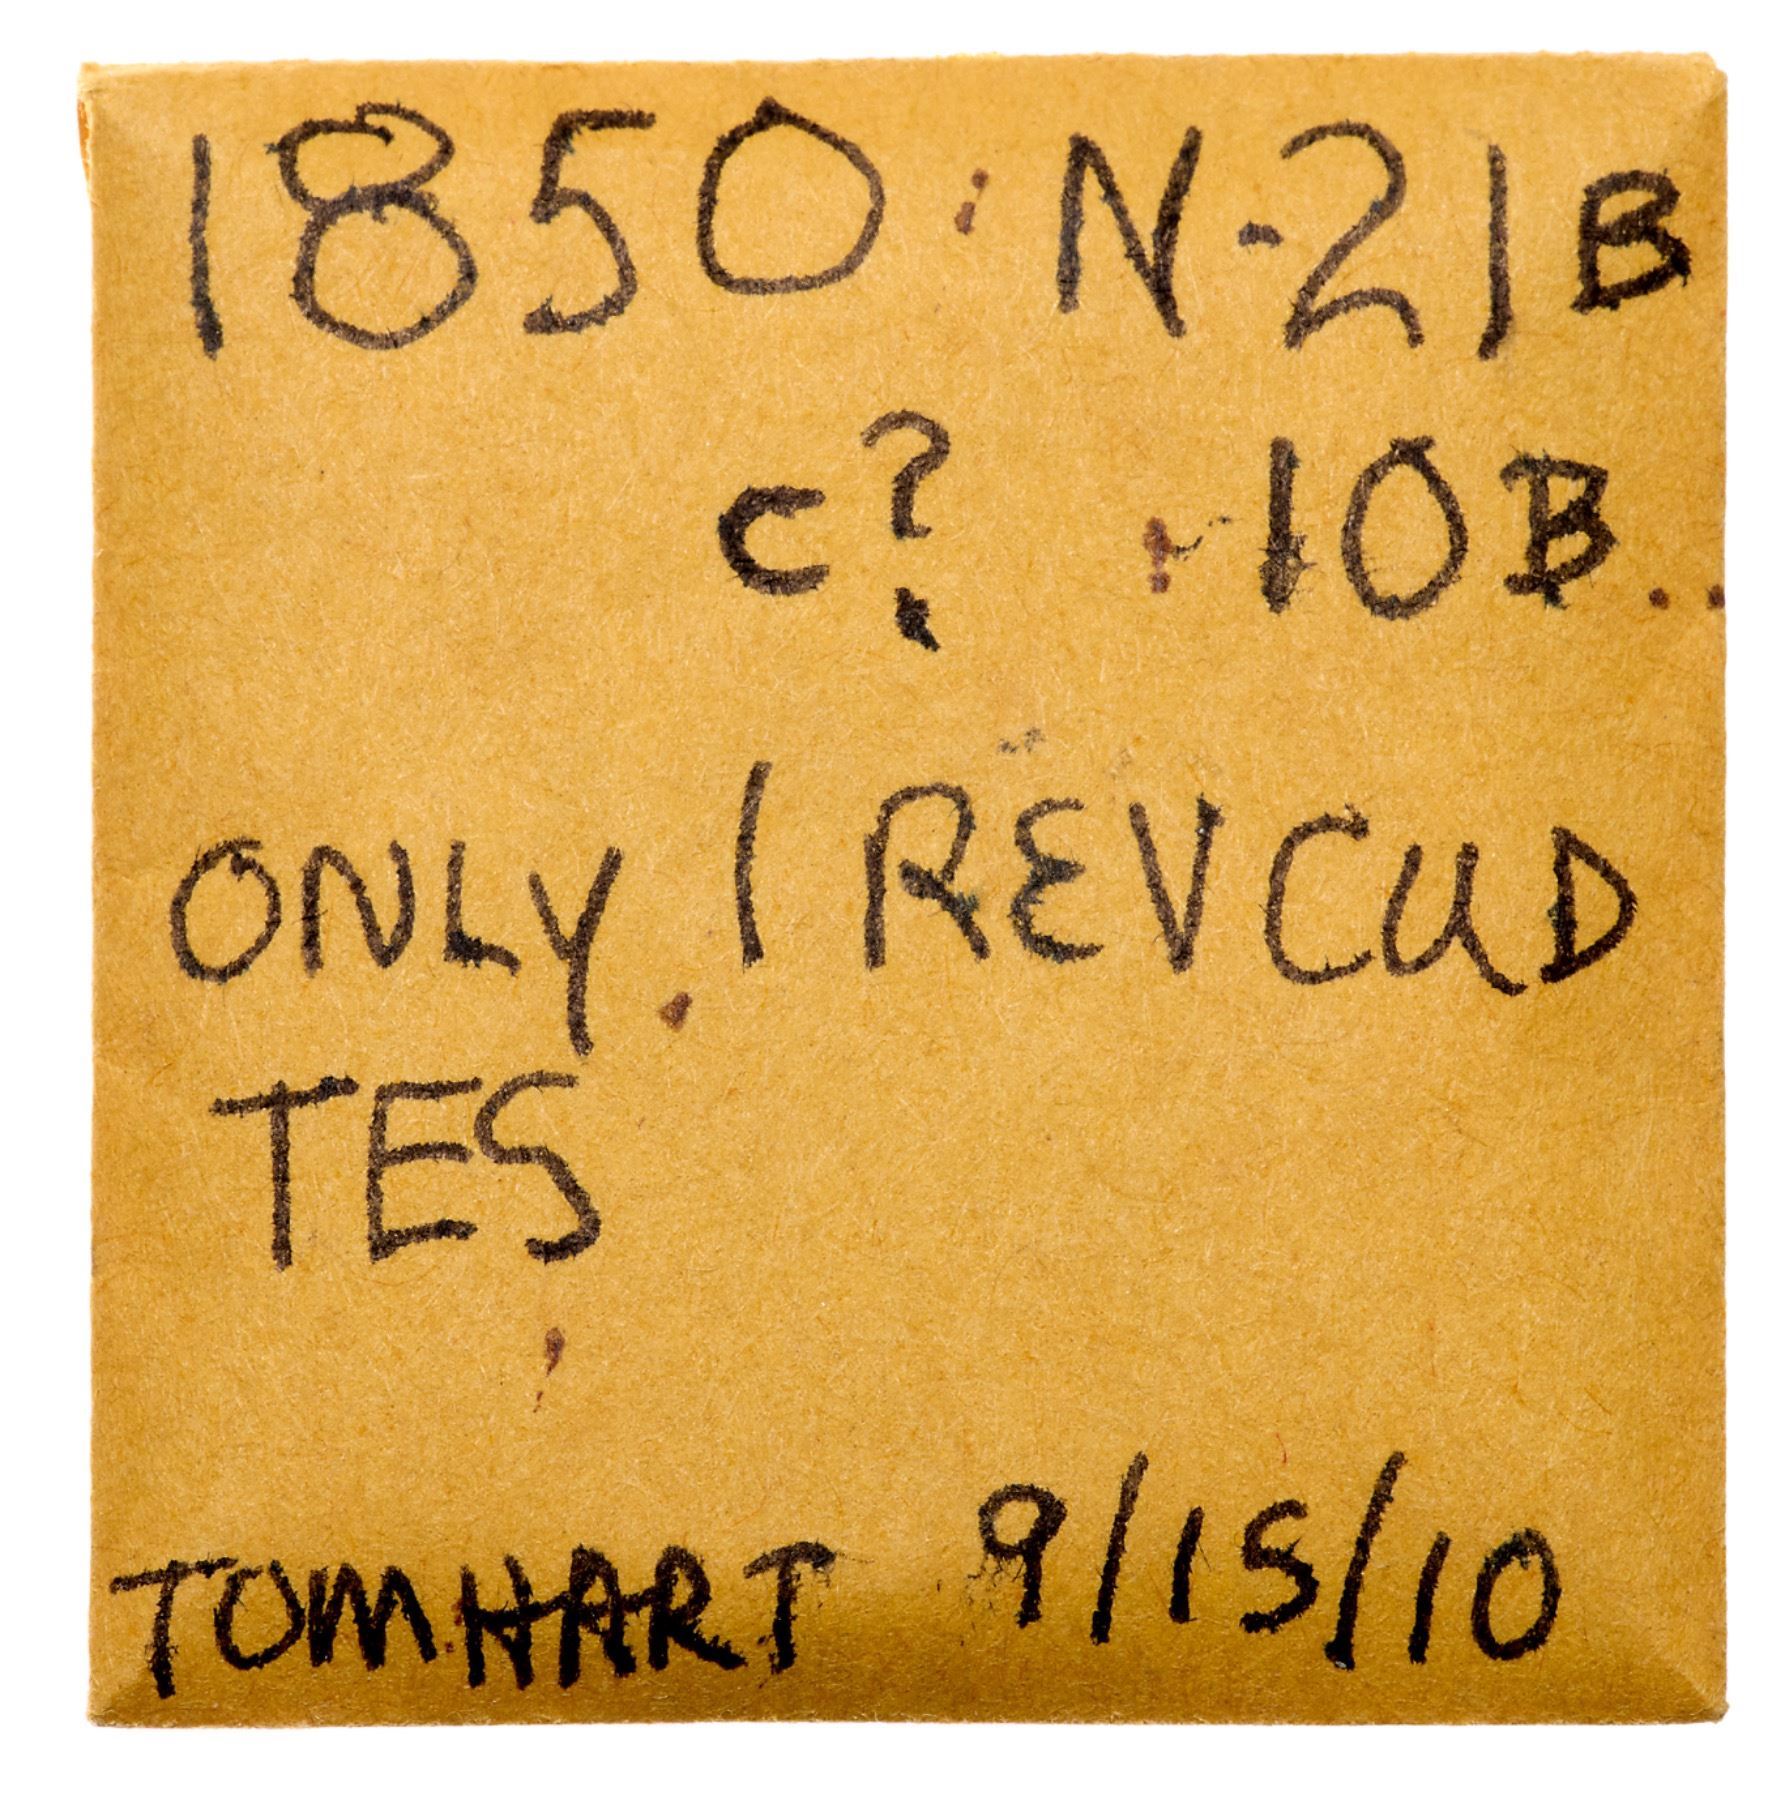 1850 N-21B
C? 10B
ONLY 1 REV CUD
TES
TOM HART 9/15/10